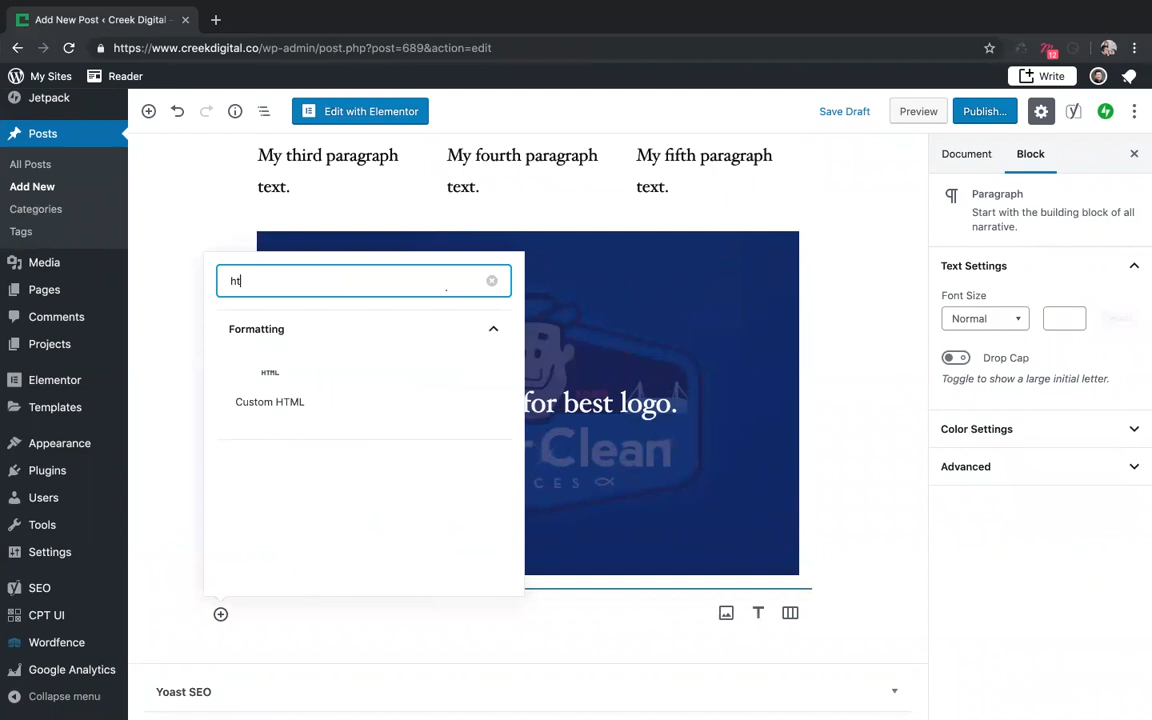 Add New Post ‹ Creek Digital -
https://www.creekdigital.co/wp-admin/post.php?post=689&action=edit
12
My Sites
Reader
Write
Jetpack
Posts
All Posts
Add New
Categories
Tags
Media
Pages
Comments
Projects
Elementor
Templates
Appearance
Plugins
Users
Tools
Settings
SEO
CPT UI
Wordfence
Google Analytics
Collapse menu
Edit with Elementor
Save Draft
Preview
Publish...
My third paragraph
text.
My fourth paragraph
text.
My fifth paragraph
text.
ht
Formatting
HTML
Custom HTML
for best logo.
Clean
CES
Yoast SEO
Document
Block
Paragraph
Start with the building block of all
narrative.
Text Settings
Font Size
Normal
Drop Cap
Toggle to show a large initial letter.
Color Settings
Advanced